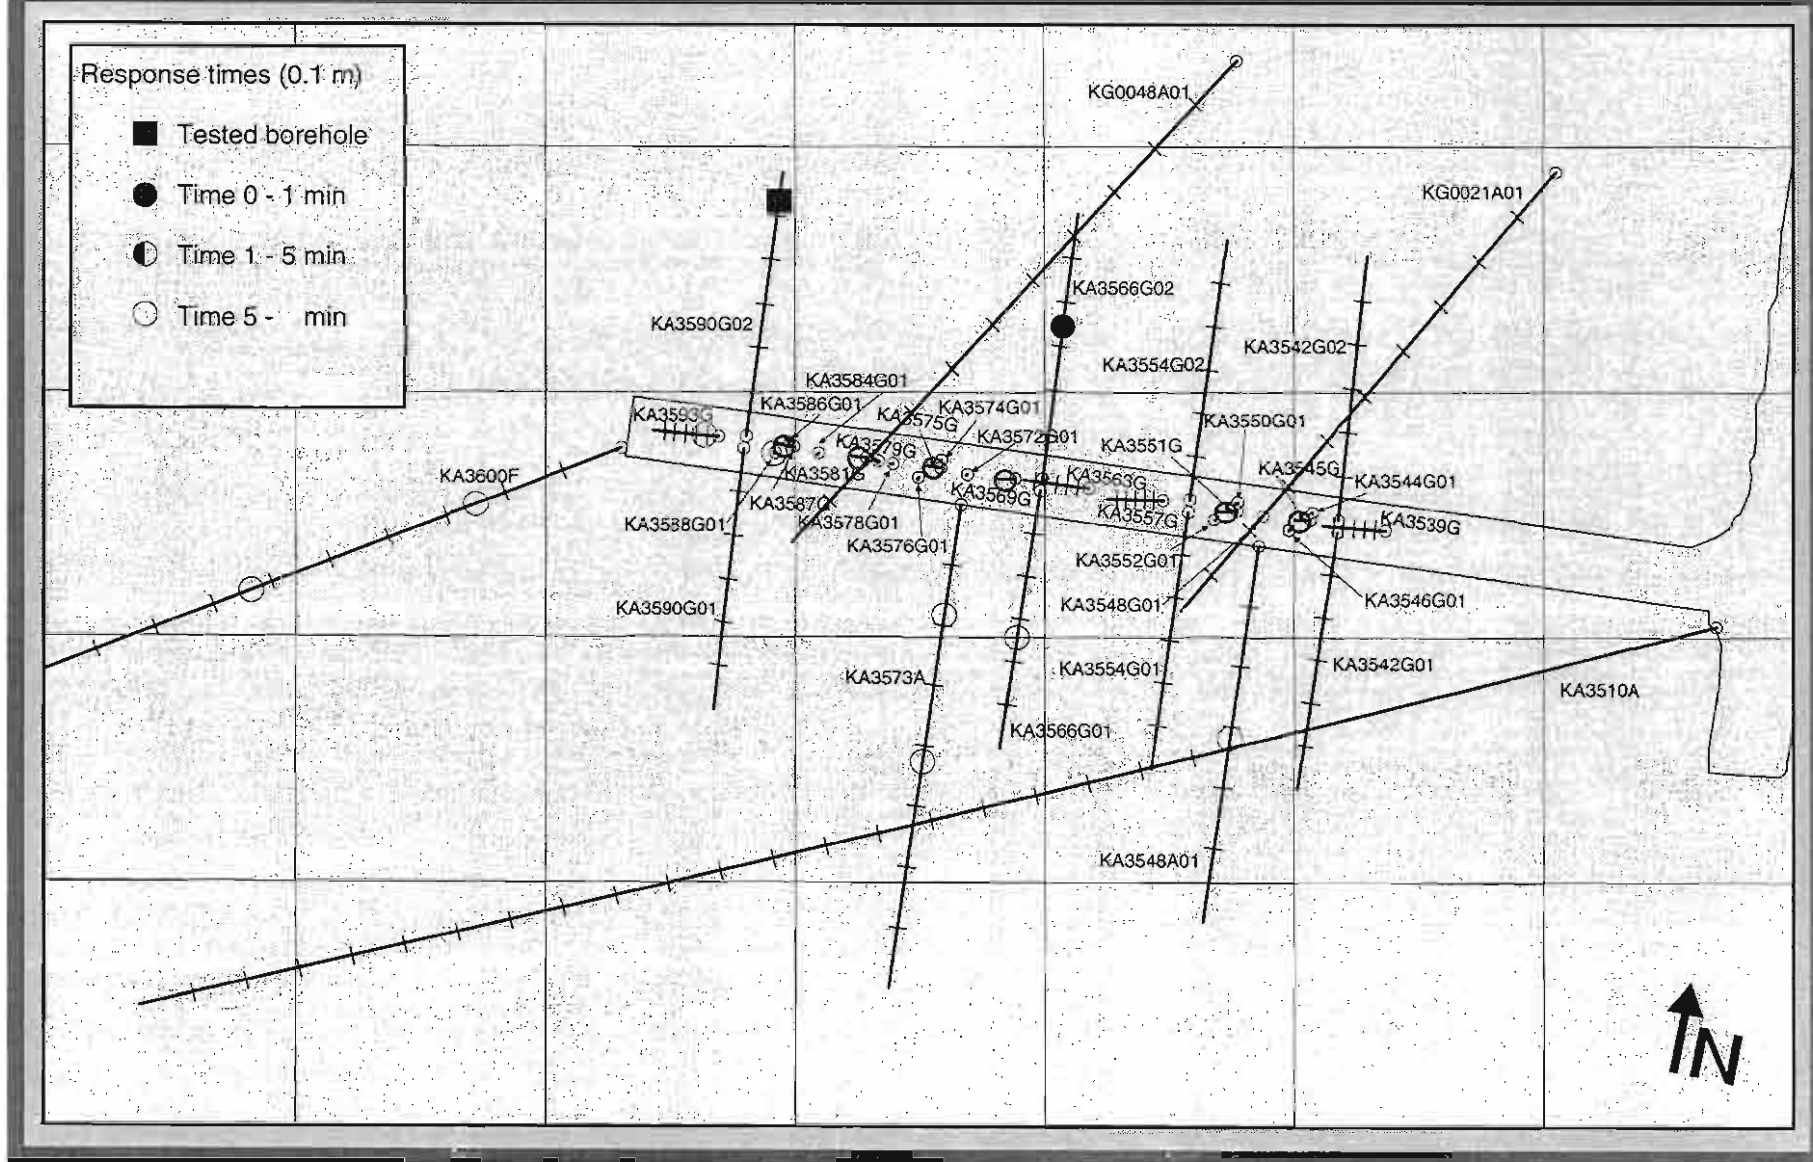 Response times (0.1 m)
Tested borehole
Time 0 - 1 min
Time 1 - 5 min
Time 5 - min
KG0048A01
KG0021A01
KA3566G02
KA3590G02
KA3542G02
KA3554G02
KA3584G01
KA3586G01
KA3574G01
KA3593G
KA3575G
KA3550G01
KA3572G01
KA3579G
KA3551G
KA3545G
KA3600F
KA3581G
KA3563G
KA3544G01
KA3569G
KA3587G
KA3557G
KA3588G01
KA3578G01
KA3539G
KA3576G01
KA3552G01
KA3590G01
KA3548G01
KA3546G01
KA3573A
KA3554G01
KA3542G01
KA3510A
KA3566G01
KA3548A01
N